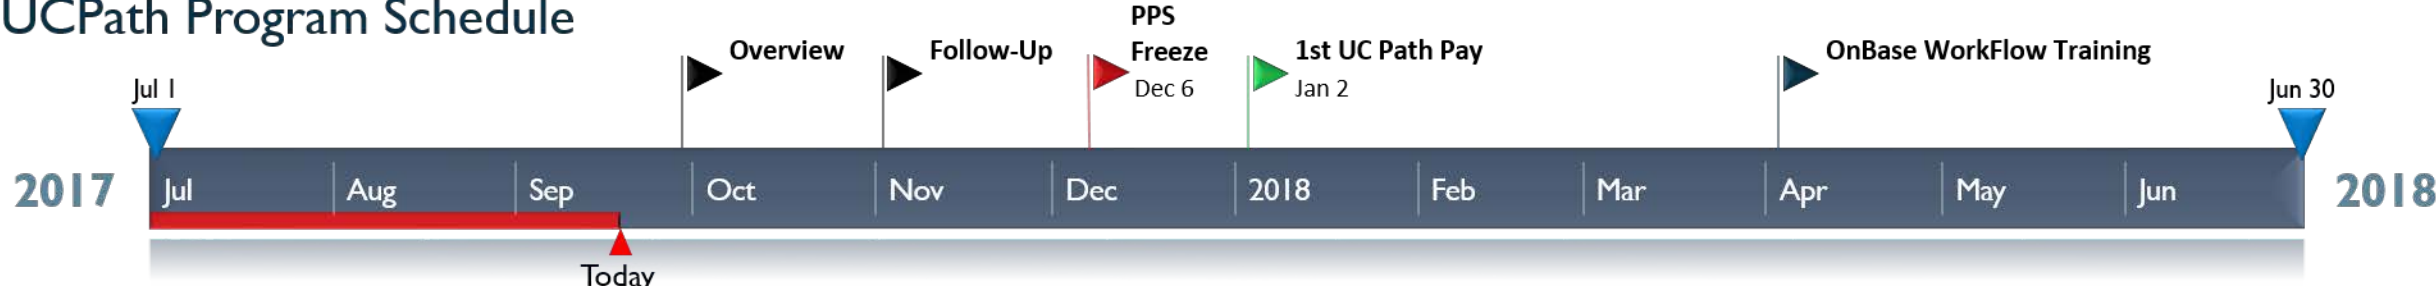 UCPath Program Schedule
PPS
Overview
Follow-Up
Freeze
1st UC Path Pay
OnBase WorkFlow Training
Jul 1
Dec 6
Jan 2
Jun 30
2017
Jul
Aug
Sep
Oct
Nov
Dec
2018
Feb
Mar
Apr
May
Jun
2018
Today